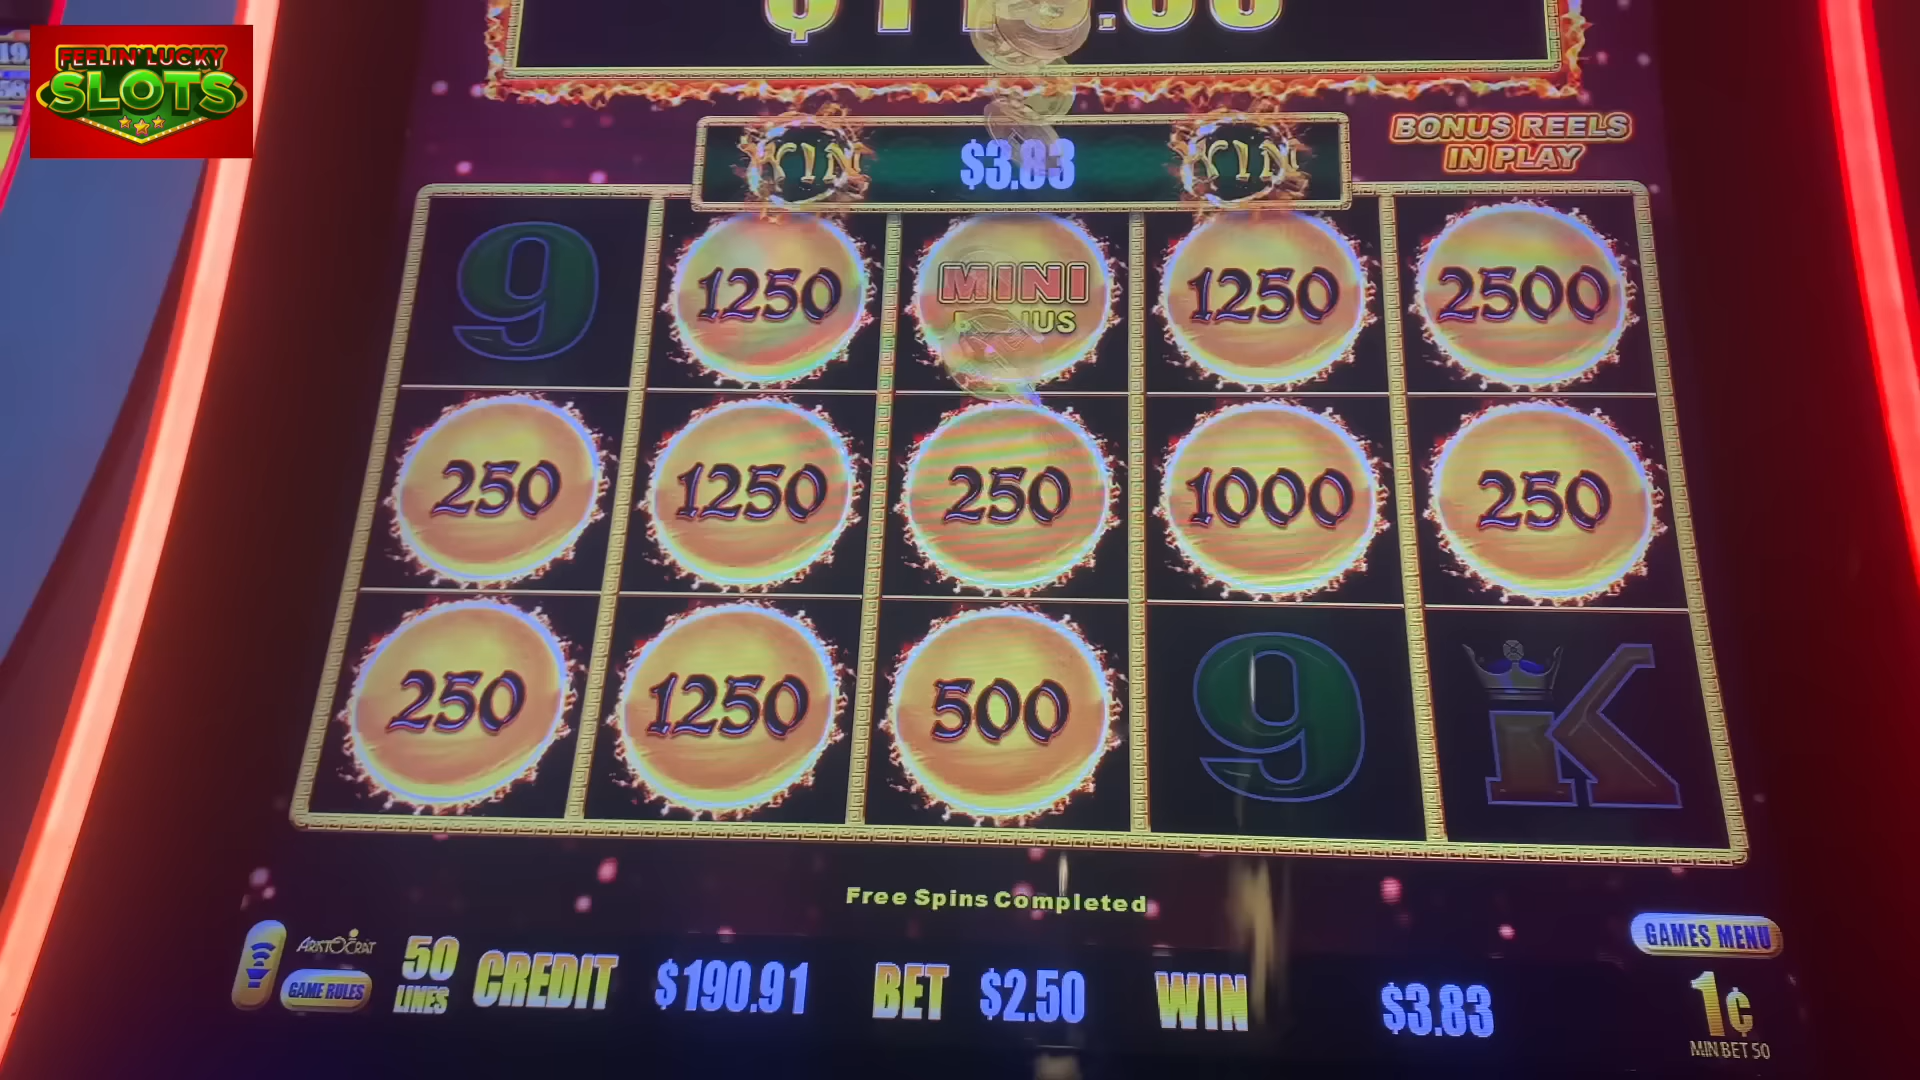 FEELIN' LUCKY
SLOTS
WIN $3.83 WIN
BONUS REELS
IN PLAY
9 1250 MINI 1250 2500
BONUS
250 1250 250 1000 250
250 1250 500 9 K
Free Spins Completed
ARISTOCRAT
GAME RULES
50
LINES
CREDIT $190.91 BET $2.50 WIN $3.83
GAMES MENU
1¢
MIN BET 50